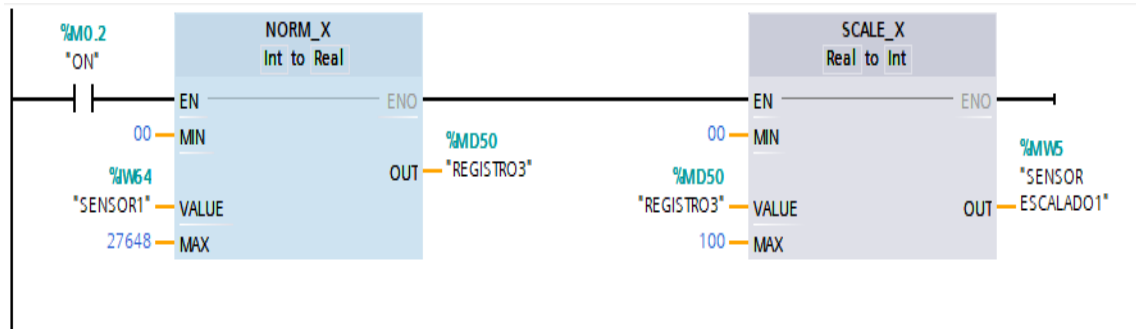 %M0.2
"ON"
NORM_X
Int to Real
EN
ENO
00
MIN
%MD50
OUT
"REGISTRO3"
%IW64
"SENSOR1"
VALUE
27648
MAX
SCALE_X
Real to Int
EN
ENO
00
MIN
%MW5
"SENSOR
ESCALADO1"
%MD50
"REGISTRO3"
VALUE
OUT
100
MAX